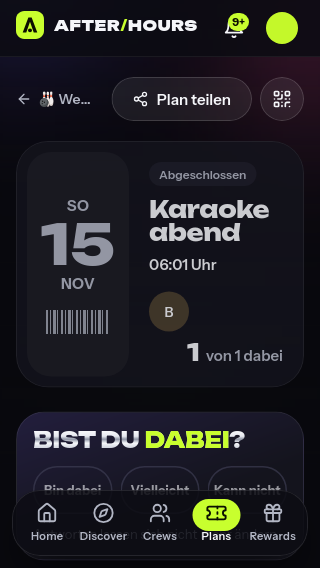 AFTER/HOURS
9+
We...
Plan teilen
SO
15
NOV
Abgeschlossen
Karaoke
abend
06:01 Uhr
B
1 von 1 dabei
BIST DU DABEI?
Bin dabei
Vielleicht
Kann nicht
Home
Discover
Crews
Plans
Rewards